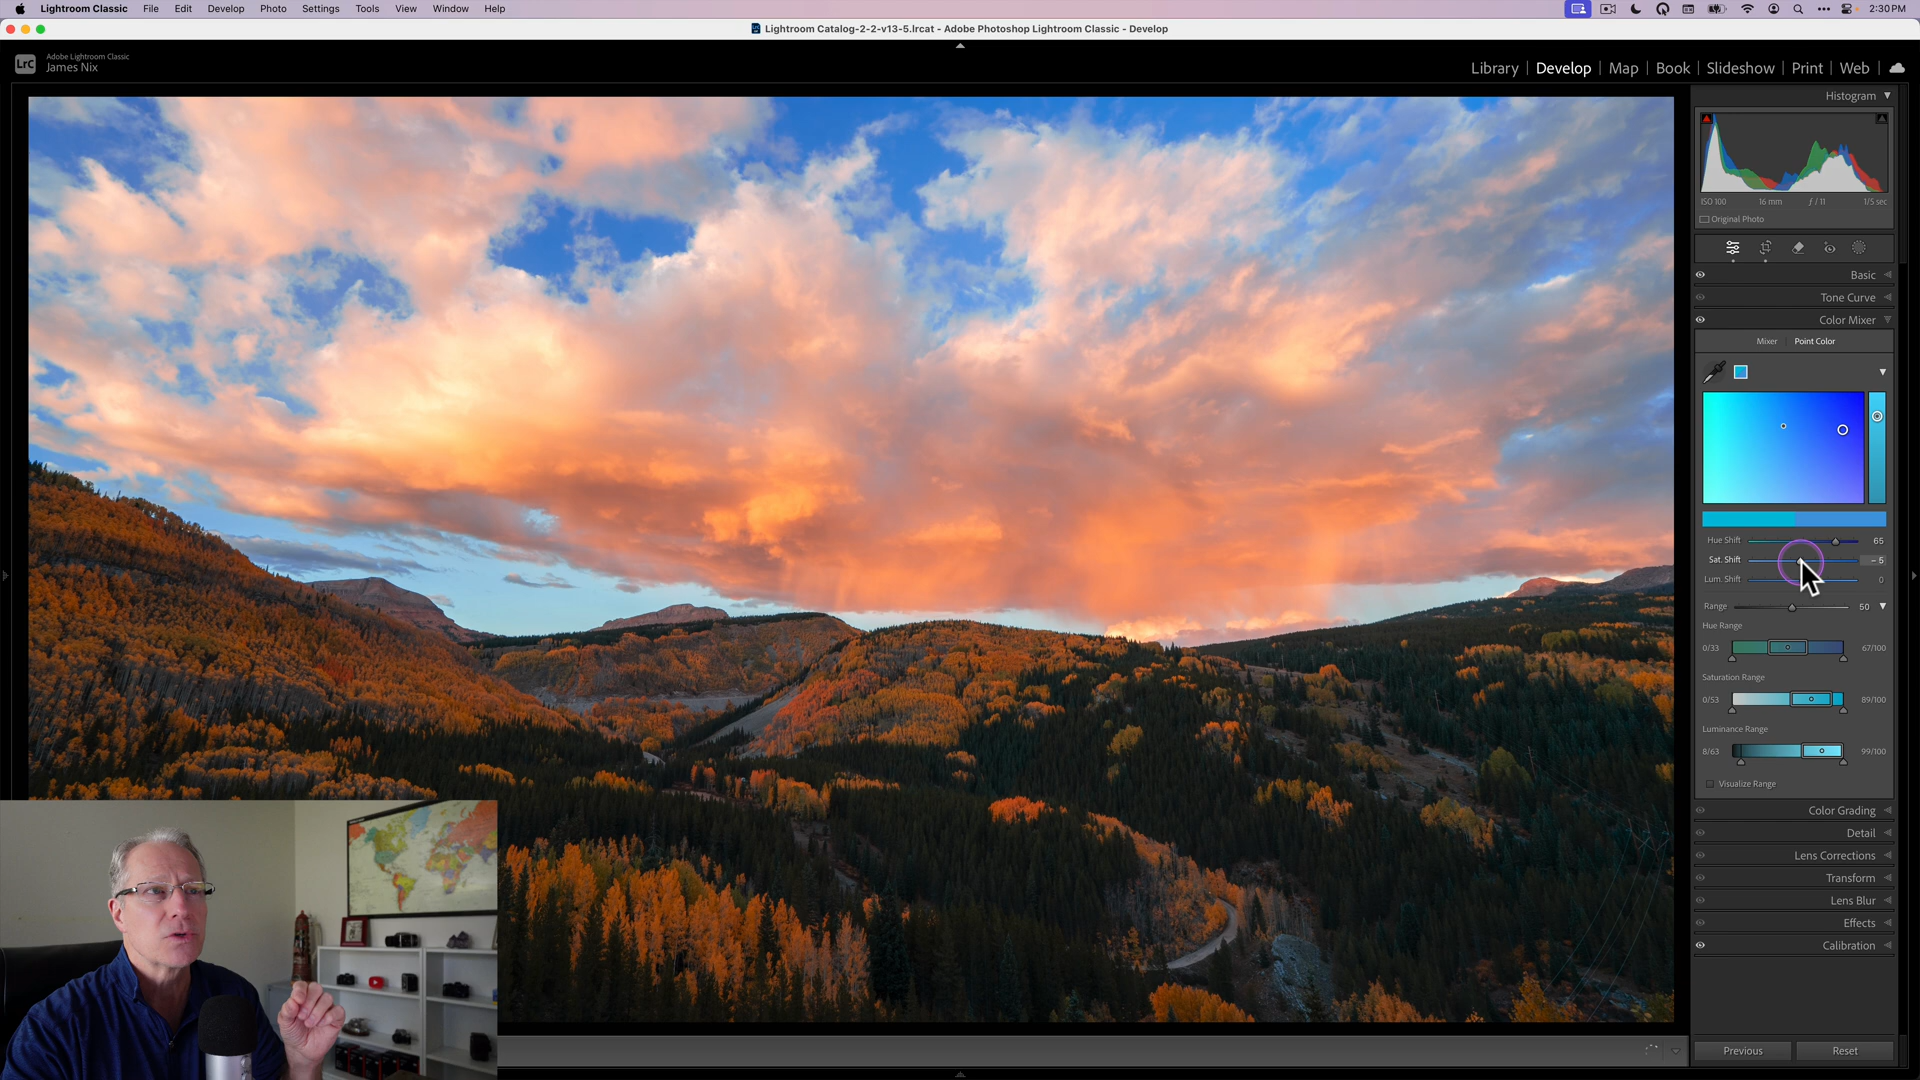 Lightroom Classic File Edit Develop Photo Settings Tools View Window Help 2:30 PM
Lightroom Catalog-2-2-v13-5.lrcat - Adobe Photoshop Lightroom Classic - Develop
LrC
Adobe Lightroom Classic
James Nix
Library | Develop | Map | Book | Slideshow | Print | Web |
Histogram
ISO 100 16 mm ƒ / 11 1/5 sec
Original Photo
Basic
Tone Curve
Color Mixer
Mixer Point Color
Hue Shift 65
Sat. Shift - 5
Lum. Shift 0
Range 50
Hue Range
0/33 67/100
Saturation Range
0/53 89/100
Luminance Range
8/63 99/100
Visualize Range
Color Grading
Detail
Lens Corrections
Transform
Lens Blur
Effects
Calibration
Previous Reset